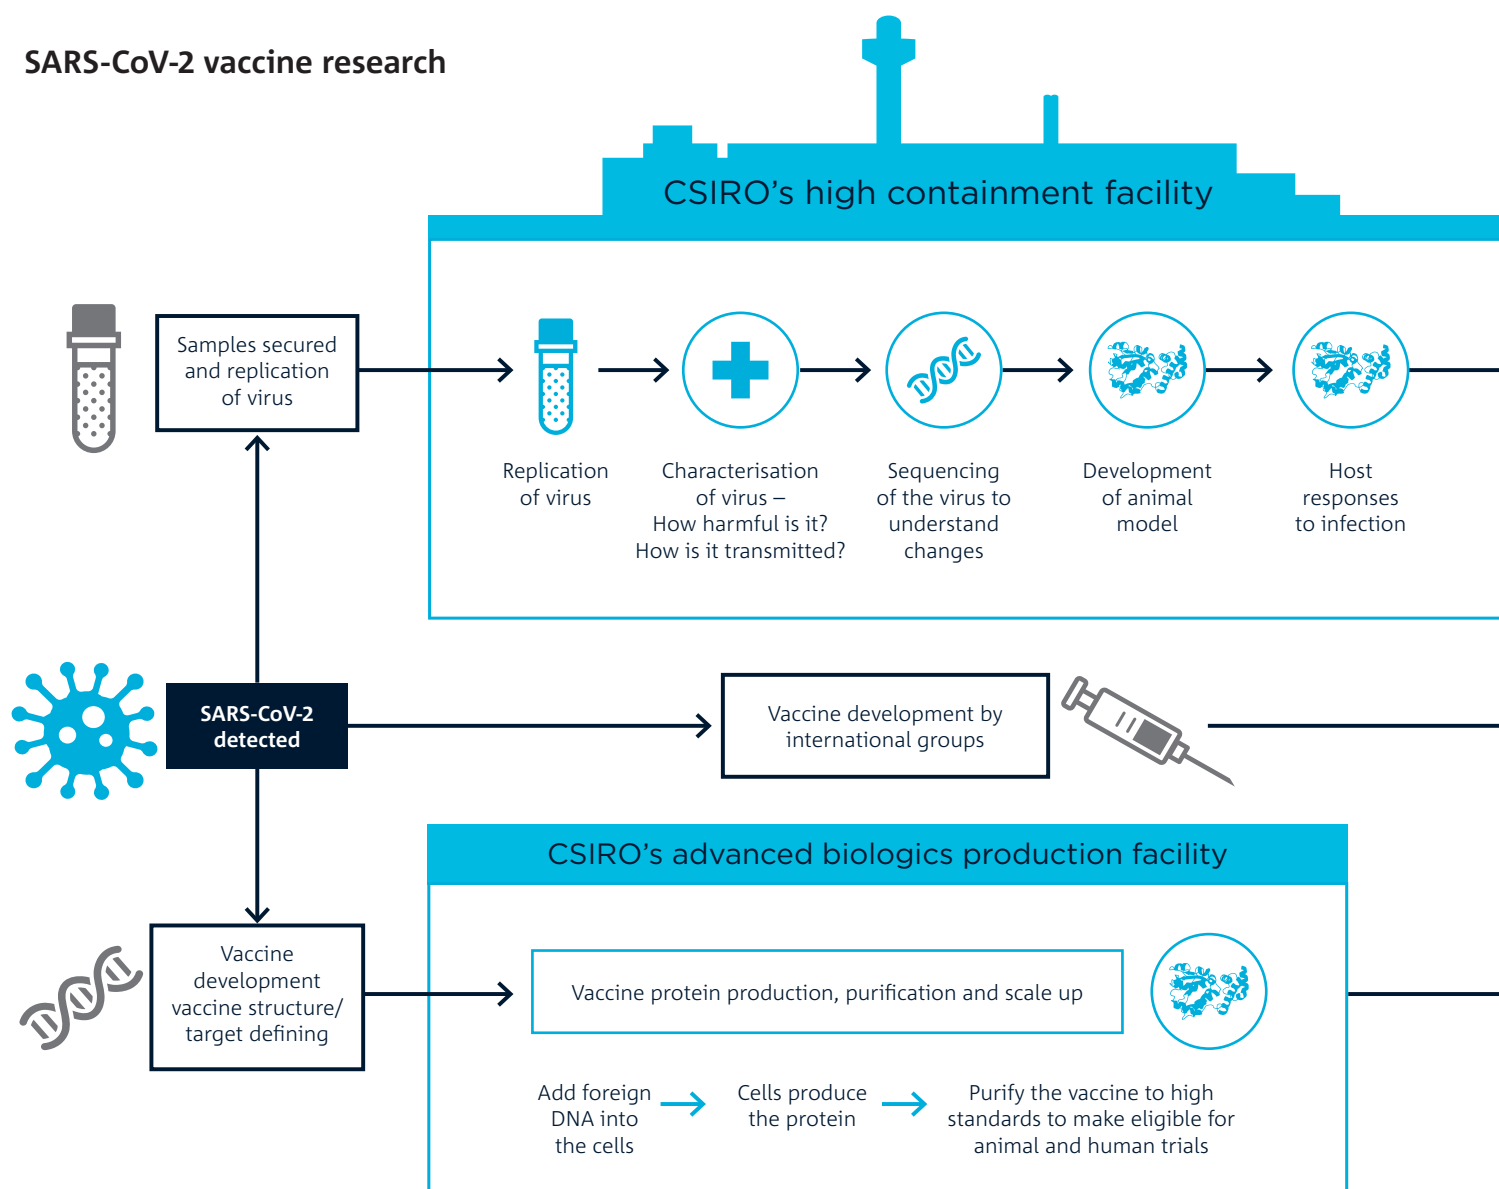 SARS-CoV-2 vaccine research
CSIRO's high containment facility
Samples secured
and replication
of virus
Replication
of virus
Characterisation
of virus –
How harmful is it?
How is it transmitted?
Sequencing
of the virus to
understand
changes
Development
of animal
model
Host
responses
to infection
SARS-CoV-2
detected
Vaccine development by
international groups
CSIRO's advanced biologics production facility
Vaccine
development
vaccine structure/
target defining
Vaccine protein production, purification and scale up
Add foreign
DNA into
the cells
Cells produce
the protein
Purify the vaccine to high
standards to make eligible for
animal and human trials